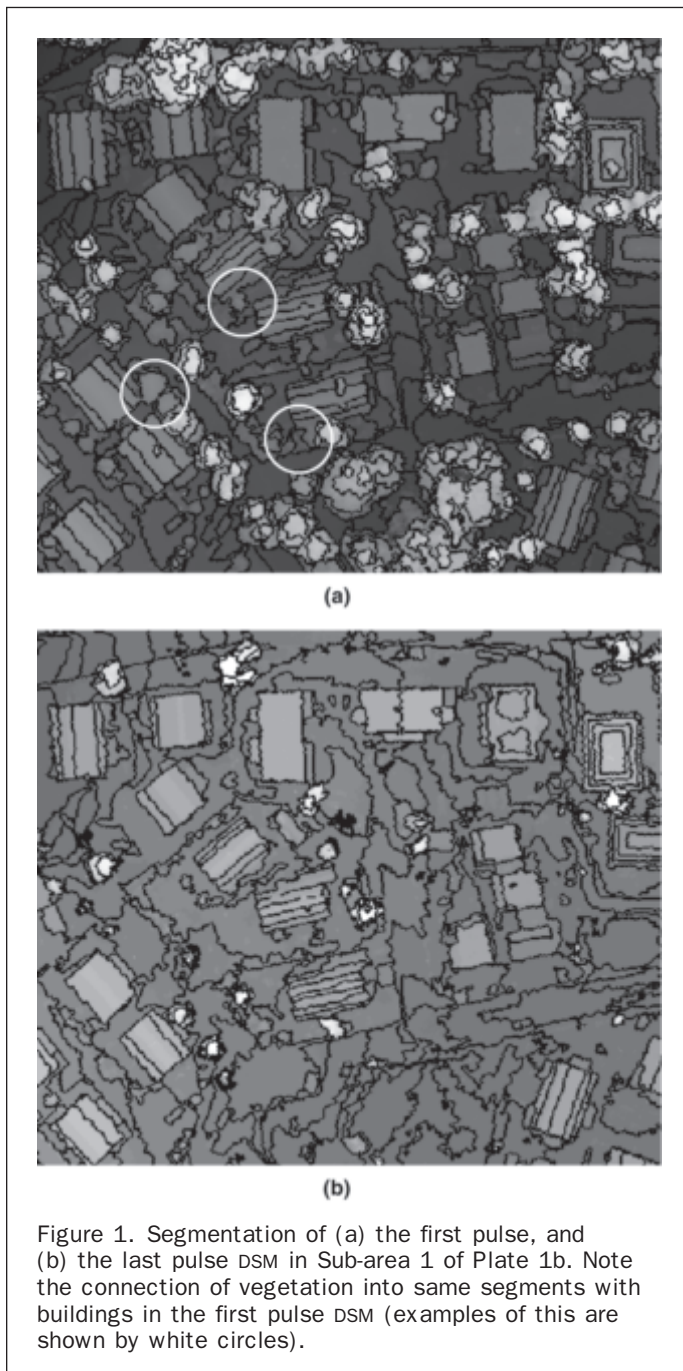 (a)
(b)
Figure 1. Segmentation of (a) the first pulse, and
(b) the last pulse DSM in Sub-area 1 of Plate 1b. Note
the connection of vegetation into same segments with
buildings in the first pulse DSM (examples of this are
shown by white circles).